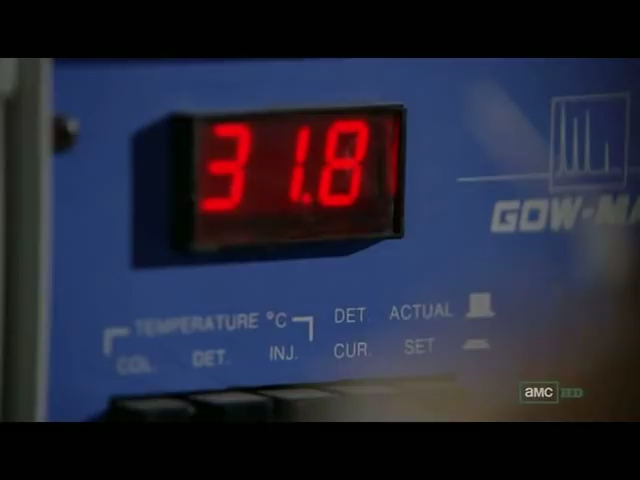 31.8
GOW-MA
TEMPERATURE °C
DET. ACTUAL
COL. DET. INJ.
CUR. SET
amc HD